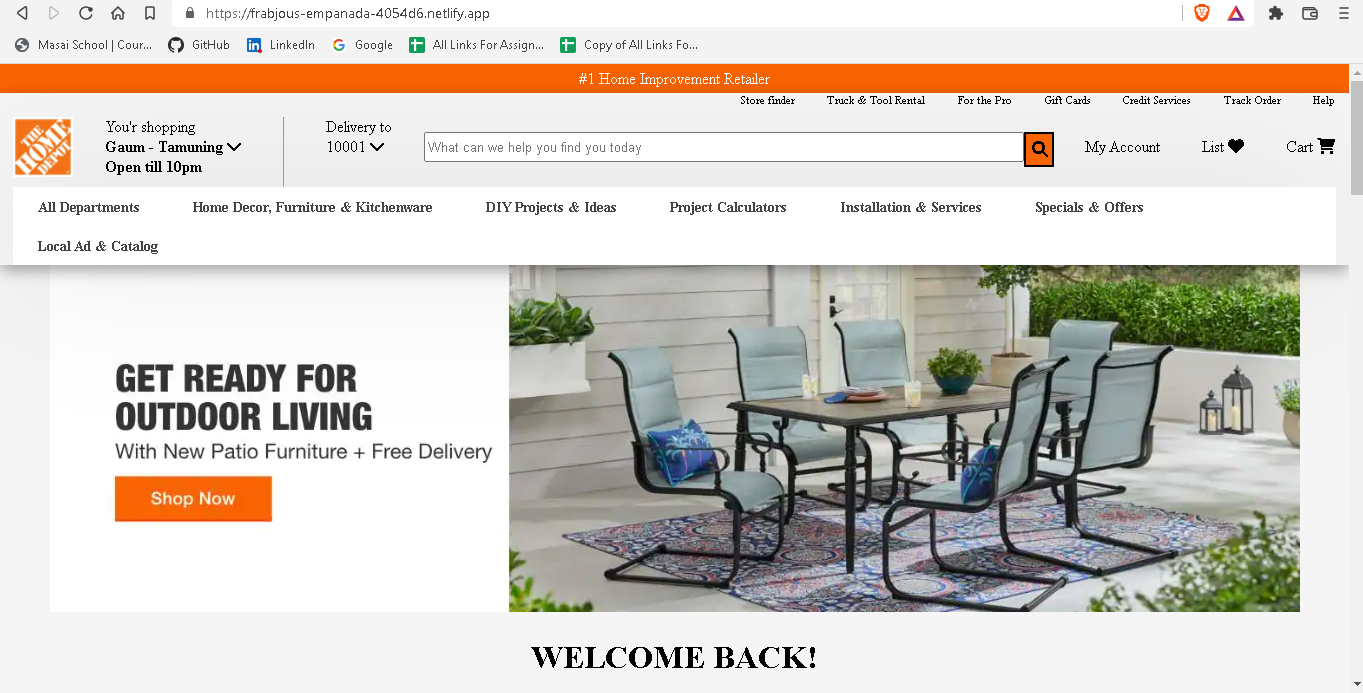 https://frabjous-empanada-4054d6.netlify.app
Masai School | Cour... GitHub LinkedIn Google All Links For Assign... Copy of All Links Fo...
#1 Home Improvement Retailer
Store finder Truck & Tool Rental For the Pro Gift Cards Credit Services Track Order Help
THE HOME DEPOT
You'r shopping
Gaum - Tamuning
Open till 10pm
Delivery to
10001
What can we help you find you today
My Account List Cart
All Departments Home Decor, Furniture & Kitchenware DIY Projects & Ideas Project Calculators Installation & Services Specials & Offers
Local Ad & Catalog
GET READY FOR
OUTDOOR LIVING
With New Patio Furniture + Free Delivery
Shop Now
WELCOME BACK!